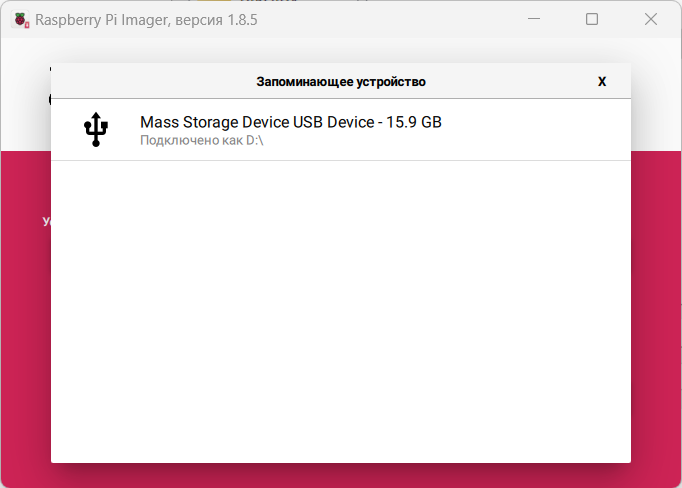 Raspberry Pi Imager, версия 1.8.5
Запоминающее устройство X
Mass Storage Device USB Device - 15.9 GB
Подключено как D:\